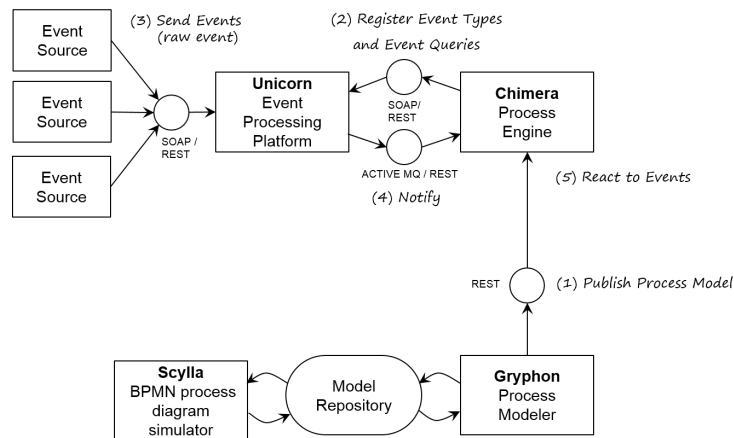 Event
Source
(3) Send Events
(raw event)
(2) Register Event Types
and Event Queries
Event
Source
Unicorn
Event
Processing
Platform
SOAP/
REST
Chimera
Process
Engine
SOAP /
REST
Event
Source
ACTIVE MQ / REST
(4) Notify
(5) React to Events
REST
(1) Publish Process Model
Scylla
BPMN process
diagram
simulator
Model
Repository
Gryphon
Process
Modeler